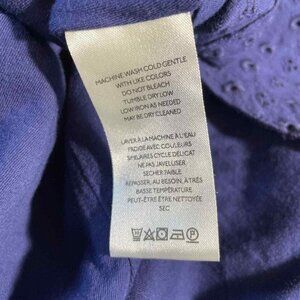 MACHINE WASH COLD GENTLE
WITH LIKE COLORS
DO NOT BLEACH
TUMBLE DRY LOW
LOW IRON AS NEEDED
MAY BE DRY CLEANED
LAVER À LA MACHINE À L'EAU
FROIDE AVEC COULEURS
SIMILAIRES CYCLE DÉLICAT
NE PAS JAVELLISER
SECHER FAIBLE
REPASSER, AU BESOIN, À TRÈS
BASSE TEMPÉRATURE
PEUT-ÊTRE ÊTRE NETTOYÉE
SEC